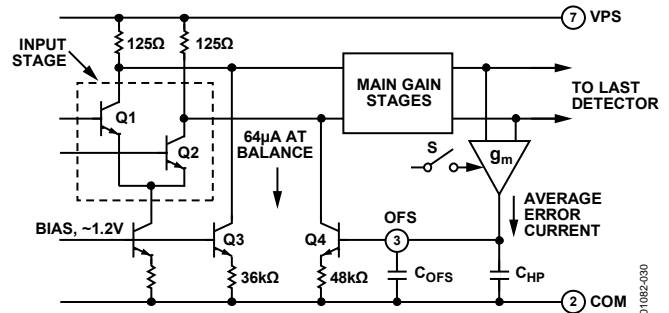 7 VPS
125Ω 125Ω
INPUT
STAGE
Q1
Q2
MAIN GAIN
STAGES
TO LAST
DETECTOR
64µA AT
BALANCE
S
gm
AVERAGE
ERROR
CURRENT
OFS
3
BIAS, ~1.2V
Q3
Q4
36kΩ
48kΩ
COFS
CHP
2 COM
01082-030